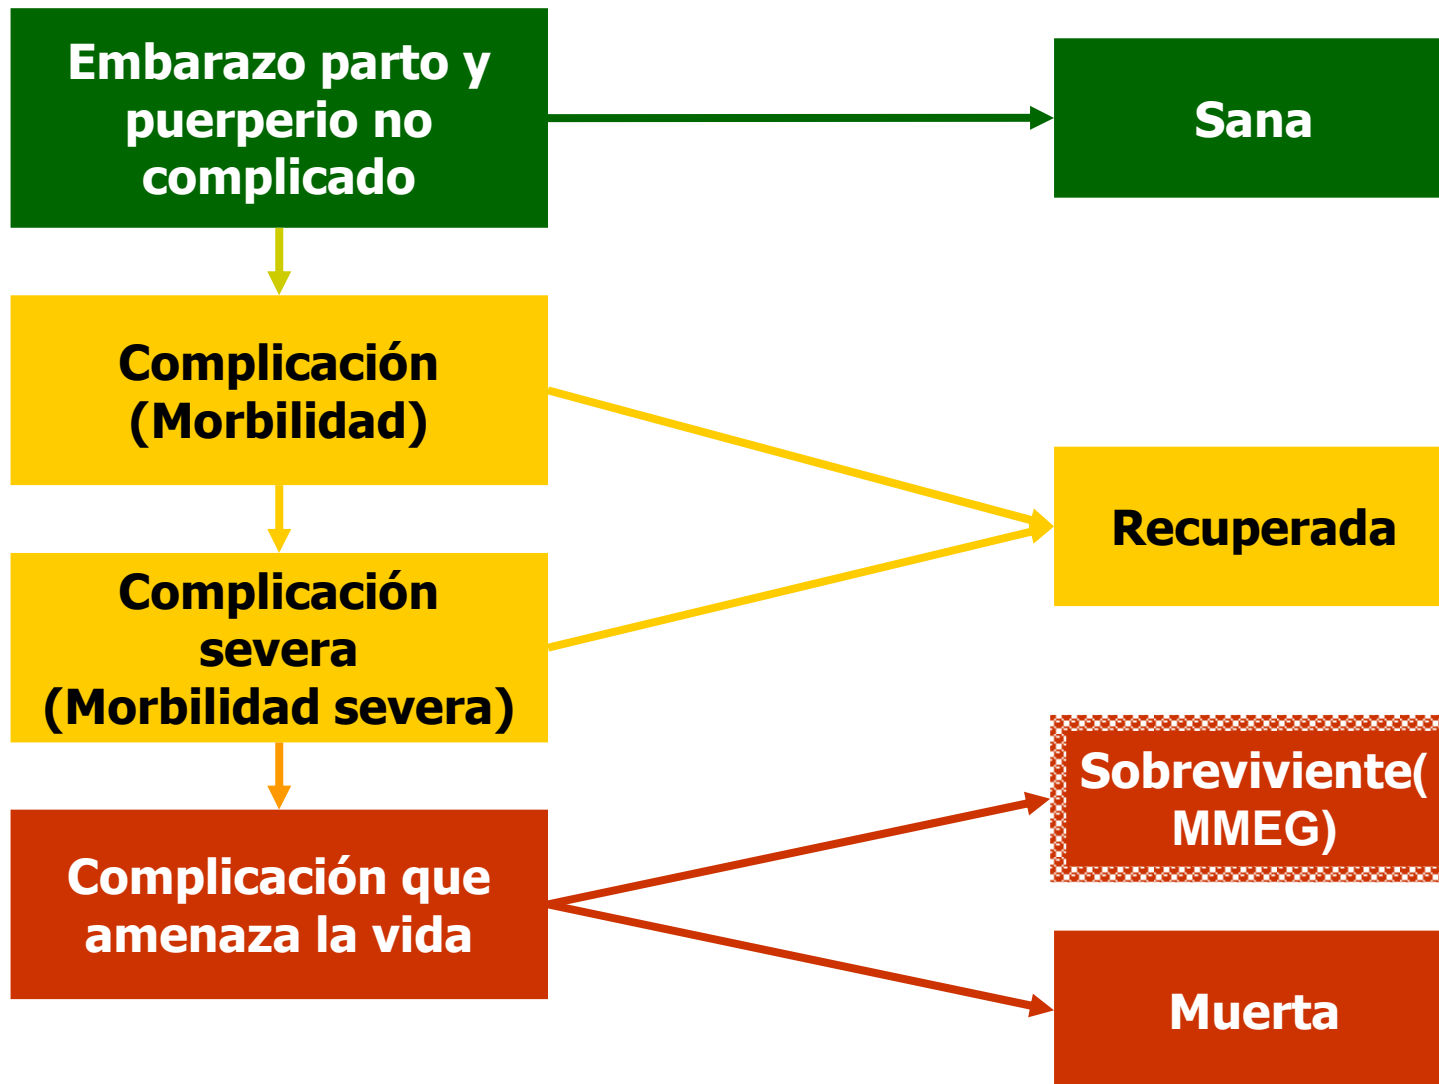 Embarazo parto y
puerperio no
complicado
Sana
Complicación
(Morbilidad)
Recuperada
Complicación
severa
(Morbilidad severa)
Sobreviviente(
MMEG)
Complicación que
amenaza la vida
Muerta